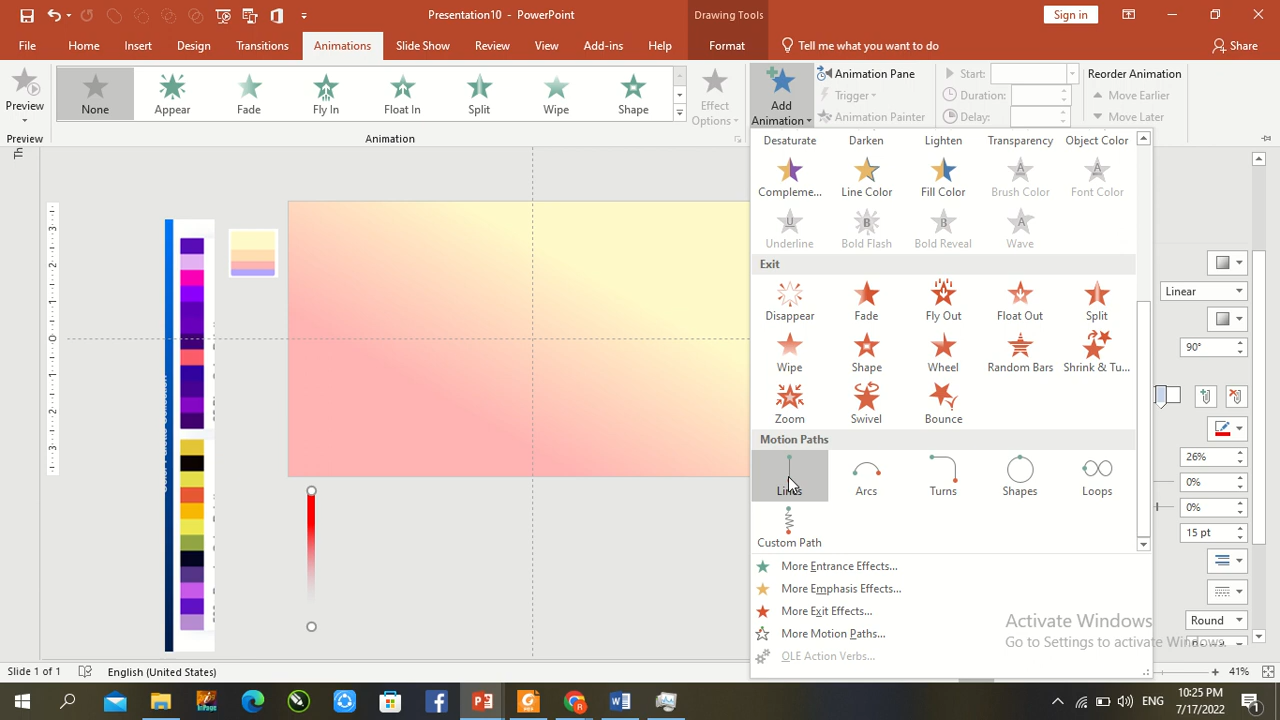 Presentation10 - PowerPoint
Drawing Tools
Sign in
File
Home
Insert
Design
Transitions
Animations
Slide Show
Review
View
Add-ins
Help
Format
Tell me what you want to do
Share
Preview
None
Appear
Fade
Fly In
Float In
Split
Wipe
Shape
Effect
Options
Add
Animation
Animation Pane
Trigger
Animation Painter
Start:
Duration:
Delay:
Reorder Animation
Move Earlier
Move Later
Preview
Animation
Th
Desaturate
Darken
Lighten
Transparency
Object Color
Compleme...
Line Color
Fill Color
Brush Color
Font Color
Underline
Bold Flash
Bold Reveal
Wave
Exit
Disappear
Fade
Fly Out
Float Out
Split
Wipe
Shape
Wheel
Random Bars
Shrink & Tu...
Zoom
Swivel
Bounce
Motion Paths
Lines
Arcs
Turns
Shapes
Loops
Custom Path
More Entrance Effects...
More Emphasis Effects...
More Exit Effects...
More Motion Paths...
OLE Action Verbs...
Linear
90°
26%
0%
0%
15 pt
Round
Activate Windows
Go to Settings to activate Windows.
Slide 1 of 1
English (United States)
41%
ENG
10:25 PM
7/17/2022